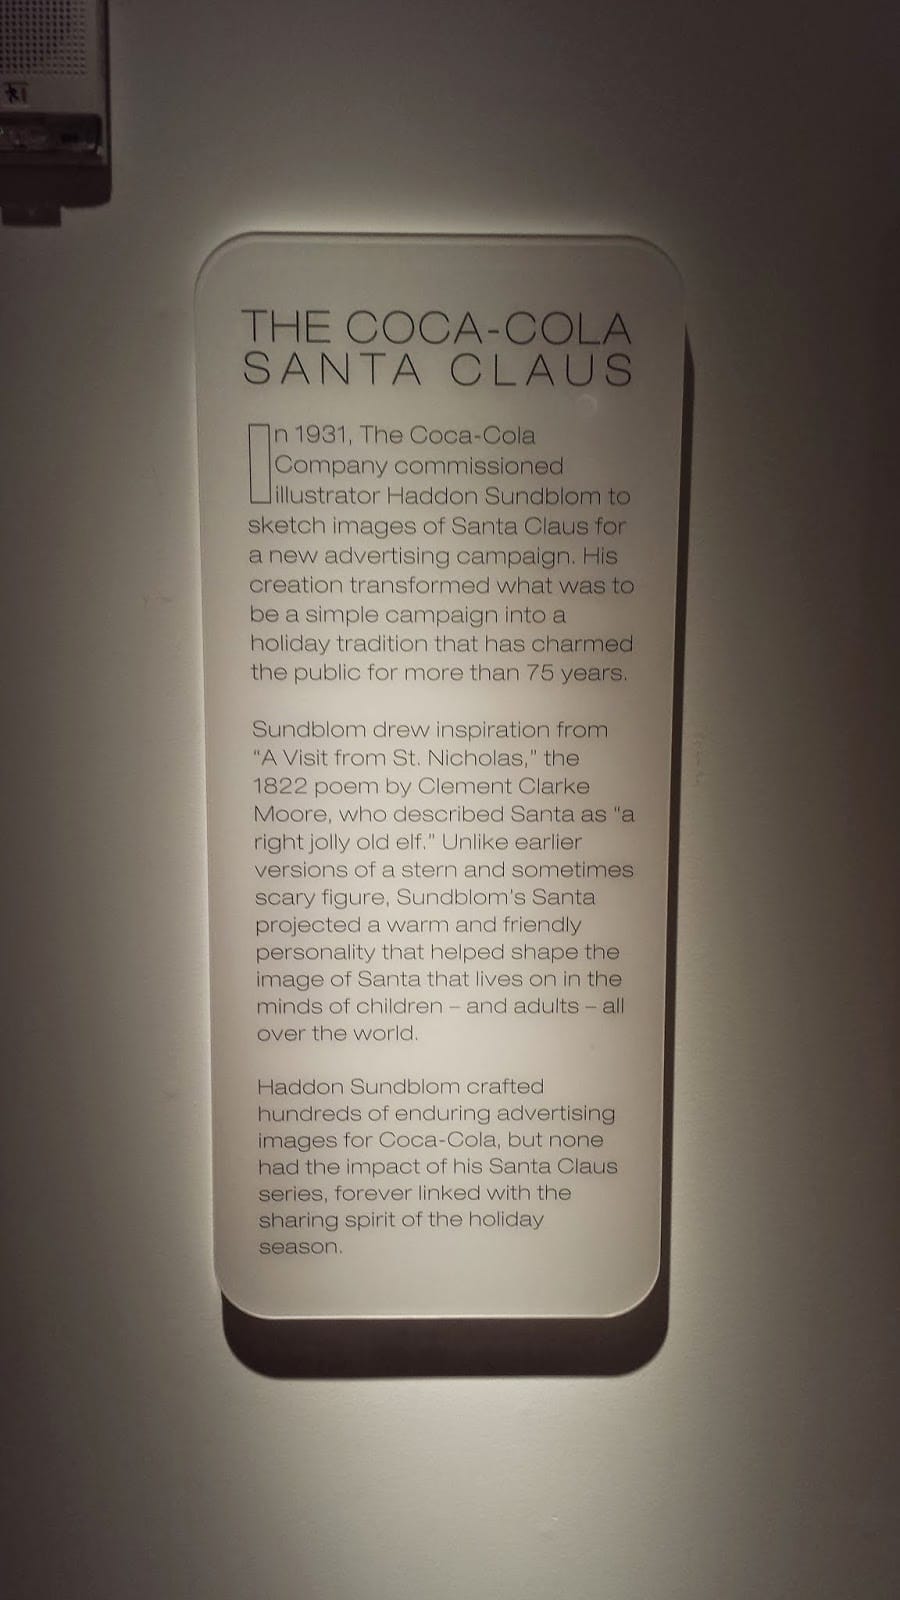 THE COCA-COLA
SANTA CLAUS
In 1931, The Coca-Cola
Company commissioned
illustrator Haddon Sundblom to
sketch images of Santa Claus for
a new advertising campaign. His
creation transformed what was to
be a simple campaign into a
holiday tradition that has charmed
the public for more than 75 years.
Sundblom drew inspiration from
"A Visit from St. Nicholas," the
1822 poem by Clement Clarke
Moore, who described Santa as "a
right jolly old elf." Unlike earlier
versions of a stern and sometimes
scary figure, Sundblom's Santa
projected a warm and friendly
personality that helped shape the
image of Santa that lives on in the
minds of children – and adults – all
over the world.
Haddon Sundblom crafted
hundreds of enduring advertising
images for Coca-Cola, but none
had the impact of his Santa Claus
series, forever linked with the
sharing spirit of the holiday
season.